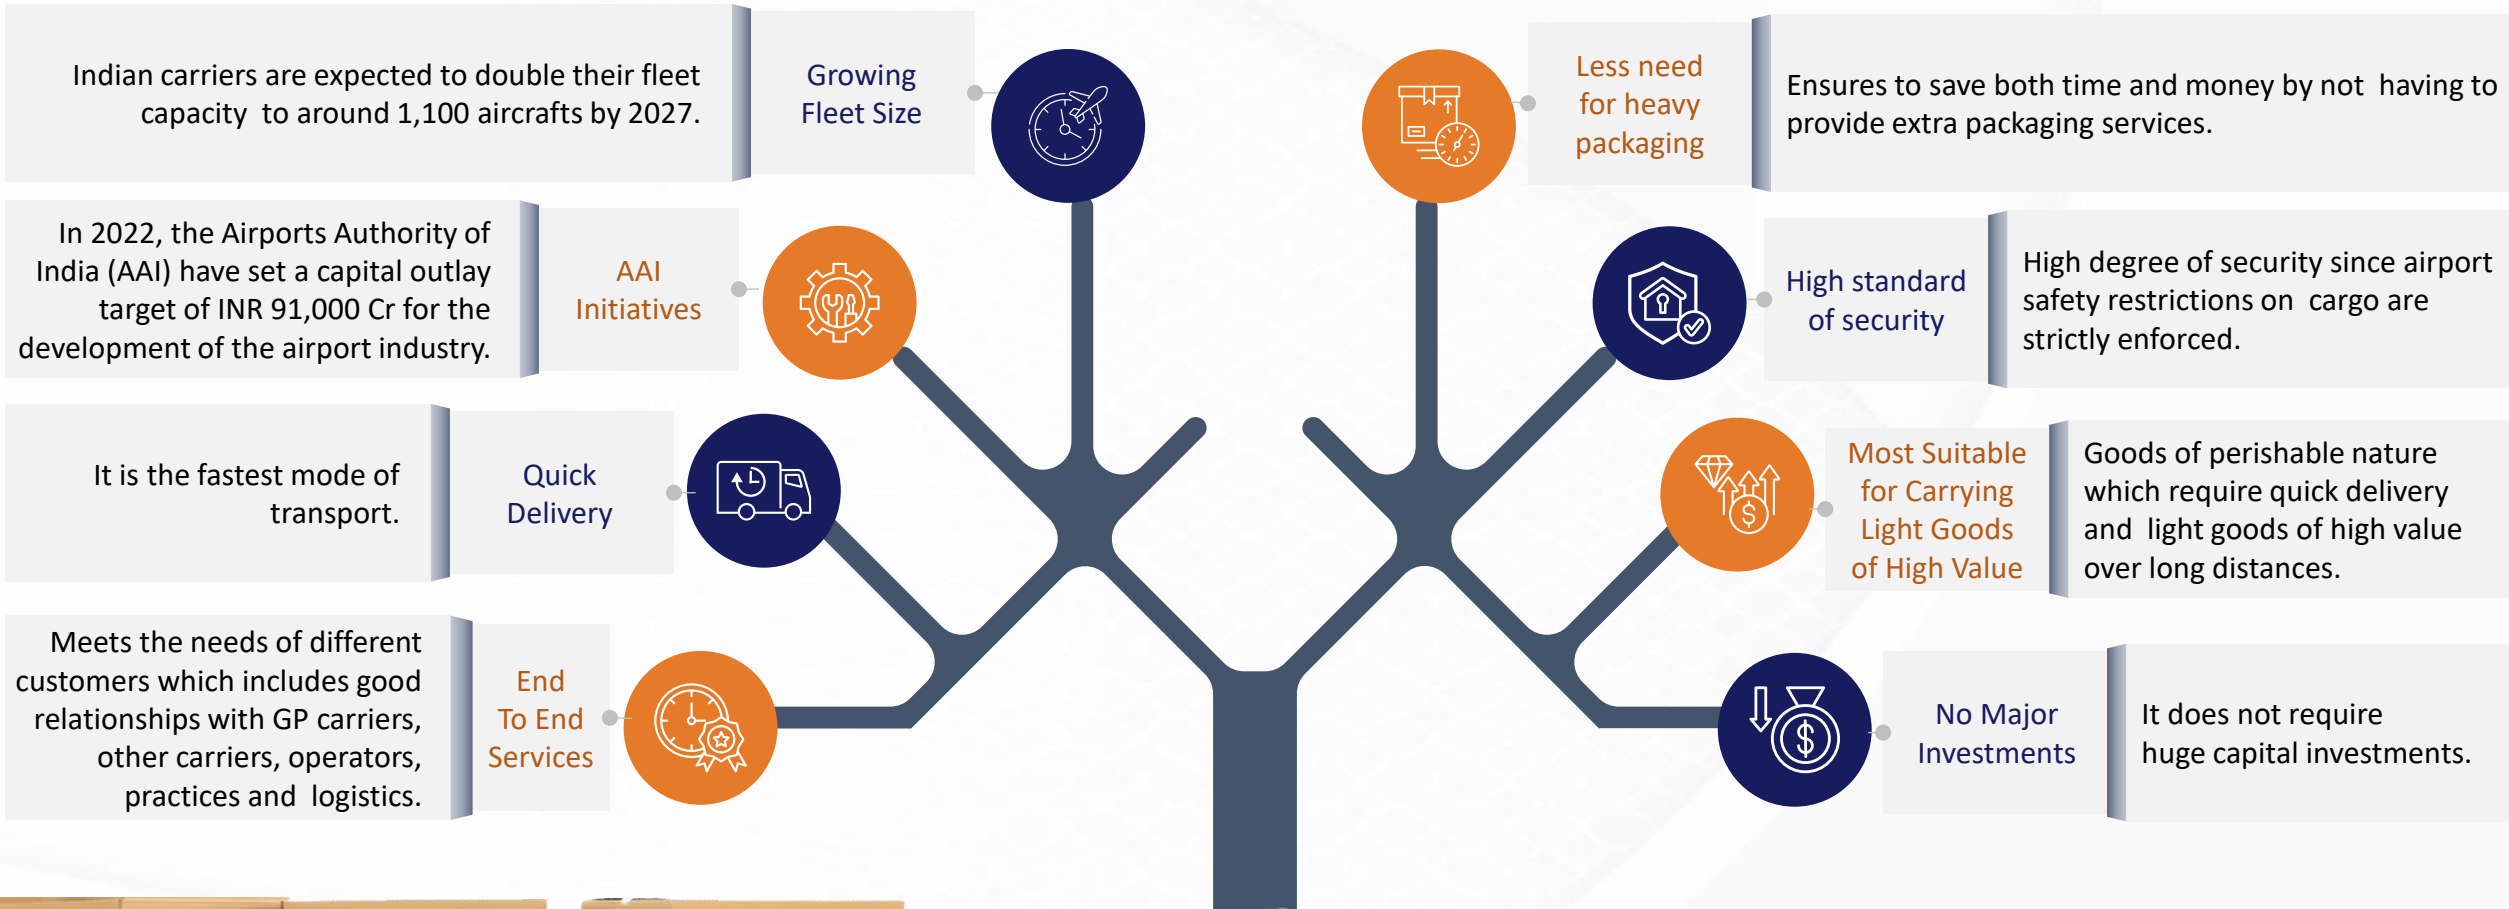 Indian carriers are expected to double their fleet
capacity to around 1,100 aircrafts by 2027.
Growing
Fleet Size
In 2022, the Airports Authority of
India (AAI) have set a capital outlay
target of INR 91,000 Cr for the
development of the airport industry.
AAI
Initiatives
It is the fastest mode of
transport.
Quick
Delivery
Meets the needs of different
customers which includes good
relationships with GP carriers,
other carriers, operators,
practices and logistics.
End
To End
Services
Less need
for heavy
packaging
Ensures to save both time and money by not having to
provide extra packaging services.
High standard
of security
High degree of security since airport
safety restrictions on cargo are
strictly enforced.
Most Suitable
for Carrying
Light Goods
of High Value
Goods of perishable nature
which require quick delivery
and light goods of high value
over long distances.
No Major
Investments
It does not require
huge capital investments.